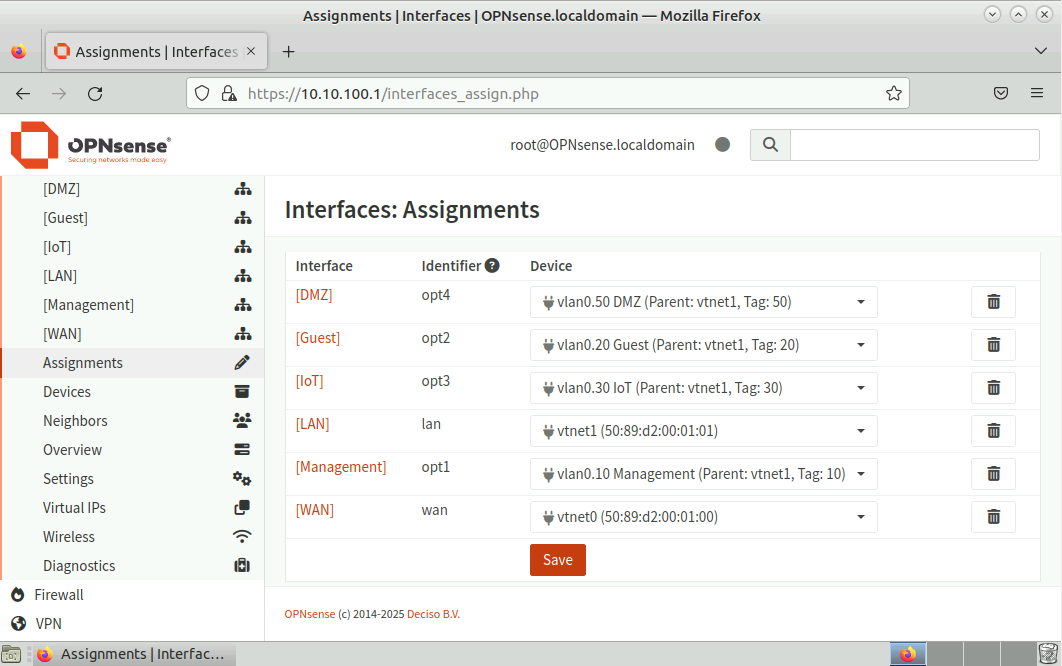 Assignments | Interfaces | OPNsense.localdomain — Mozilla Firefox
Assignments | Interfaces
https://10.10.100.1/interfaces_assign.php
OPNsense®
Securing networks made easy
root@OPNsense.localdomain
[DMZ]
[Guest]
[IoT]
[LAN]
[Management]
[WAN]
Assignments
Devices
Neighbors
Overview
Settings
Virtual IPs
Wireless
Diagnostics
Firewall
VPN
Interfaces: Assignments
Interface Identifier Device
[DMZ] opt4 vlan0.50 DMZ (Parent: vtnet1, Tag: 50)
[Guest] opt2 vlan0.20 Guest (Parent: vtnet1, Tag: 20)
[IoT] opt3 vlan0.30 IoT (Parent: vtnet1, Tag: 30)
[LAN] lan vtnet1 (50:89:d2:00:01:01)
[Management] opt1 vlan0.10 Management (Parent: vtnet1, Tag: 10)
[WAN] wan vtnet0 (50:89:d2:00:01:00)
Save
OPNsense (c) 2014-2025 Deciso B.V.
Assignments | Interfac...